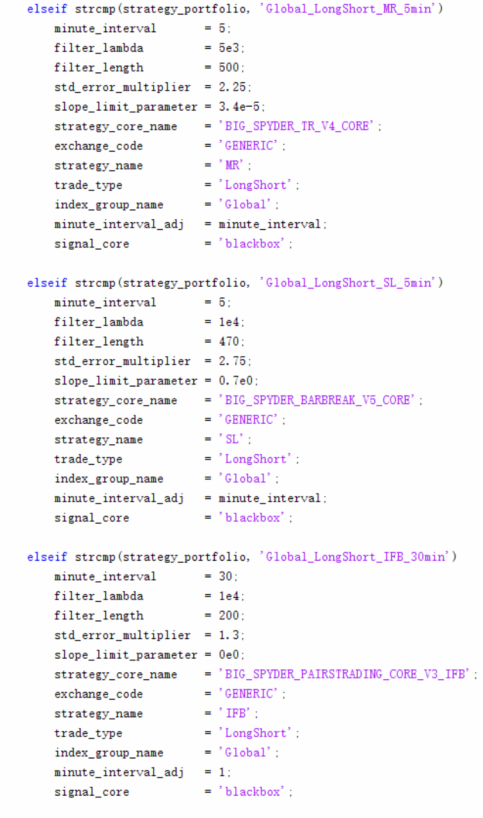 elseif strcmp(strategy_portfolio, 'Global_LongShort_MR_5min')
minute_interval = 5;
filter_lambda = 5e3;
filter_length = 500;
std_error_multiplier = 2.25;
slope_limit_parameter = 3.4e-5;
strategy_core_name = 'BIG_SPYDER_TR_V4_CORE';
exchange_code = 'GENERIC';
strategy_name = 'MR';
trade_type = 'LongShort';
index_group_name = 'Global';
minute_interval_adj = minute_interval;
signal_core = 'blackbox';
elseif strcmp(strategy_portfolio, 'Global_LongShort_SL_5min')
minute_interval = 5;
filter_lambda = 1e4;
filter_length = 470;
std_error_multiplier = 2.75;
slope_limit_parameter = 0.7e0;
strategy_core_name = 'BIG_SPYDER_BARBREAK_V5_CORE';
exchange_code = 'GENERIC';
strategy_name = 'SL';
trade_type = 'LongShort';
index_group_name = 'Global';
minute_interval_adj = minute_interval;
signal_core = 'blackbox';
elseif strcmp(strategy_portfolio, 'Global_LongShort_IFB_30min')
minute_interval = 30;
filter_lambda = 1e4;
filter_length = 200;
std_error_multiplier = 1.3;
slope_limit_parameter = 0e0;
strategy_core_name = 'BIG_SPYDER_PAIRSTRADING_CORE_V3_IFB';
exchange_code = 'GENERIC';
strategy_name = 'IFB';
trade_type = 'LongShort';
index_group_name = 'Global';
minute_interval_adj = 1;
signal_core = 'blackbox';